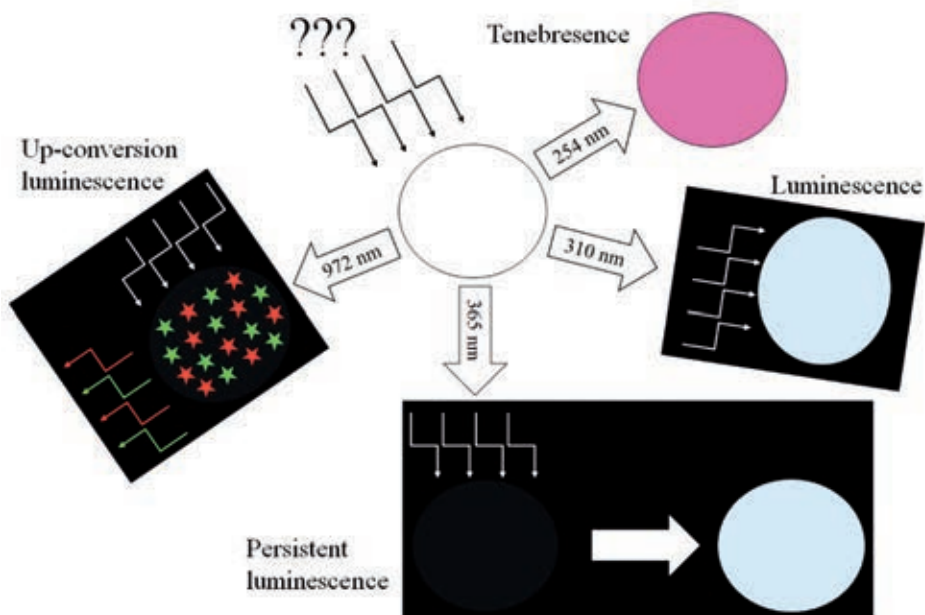 ???
Tenebresence
254 nm
Up-conversion
luminescence
Luminescence
972 nm
310 nm
365 nm
Persistent
luminescence